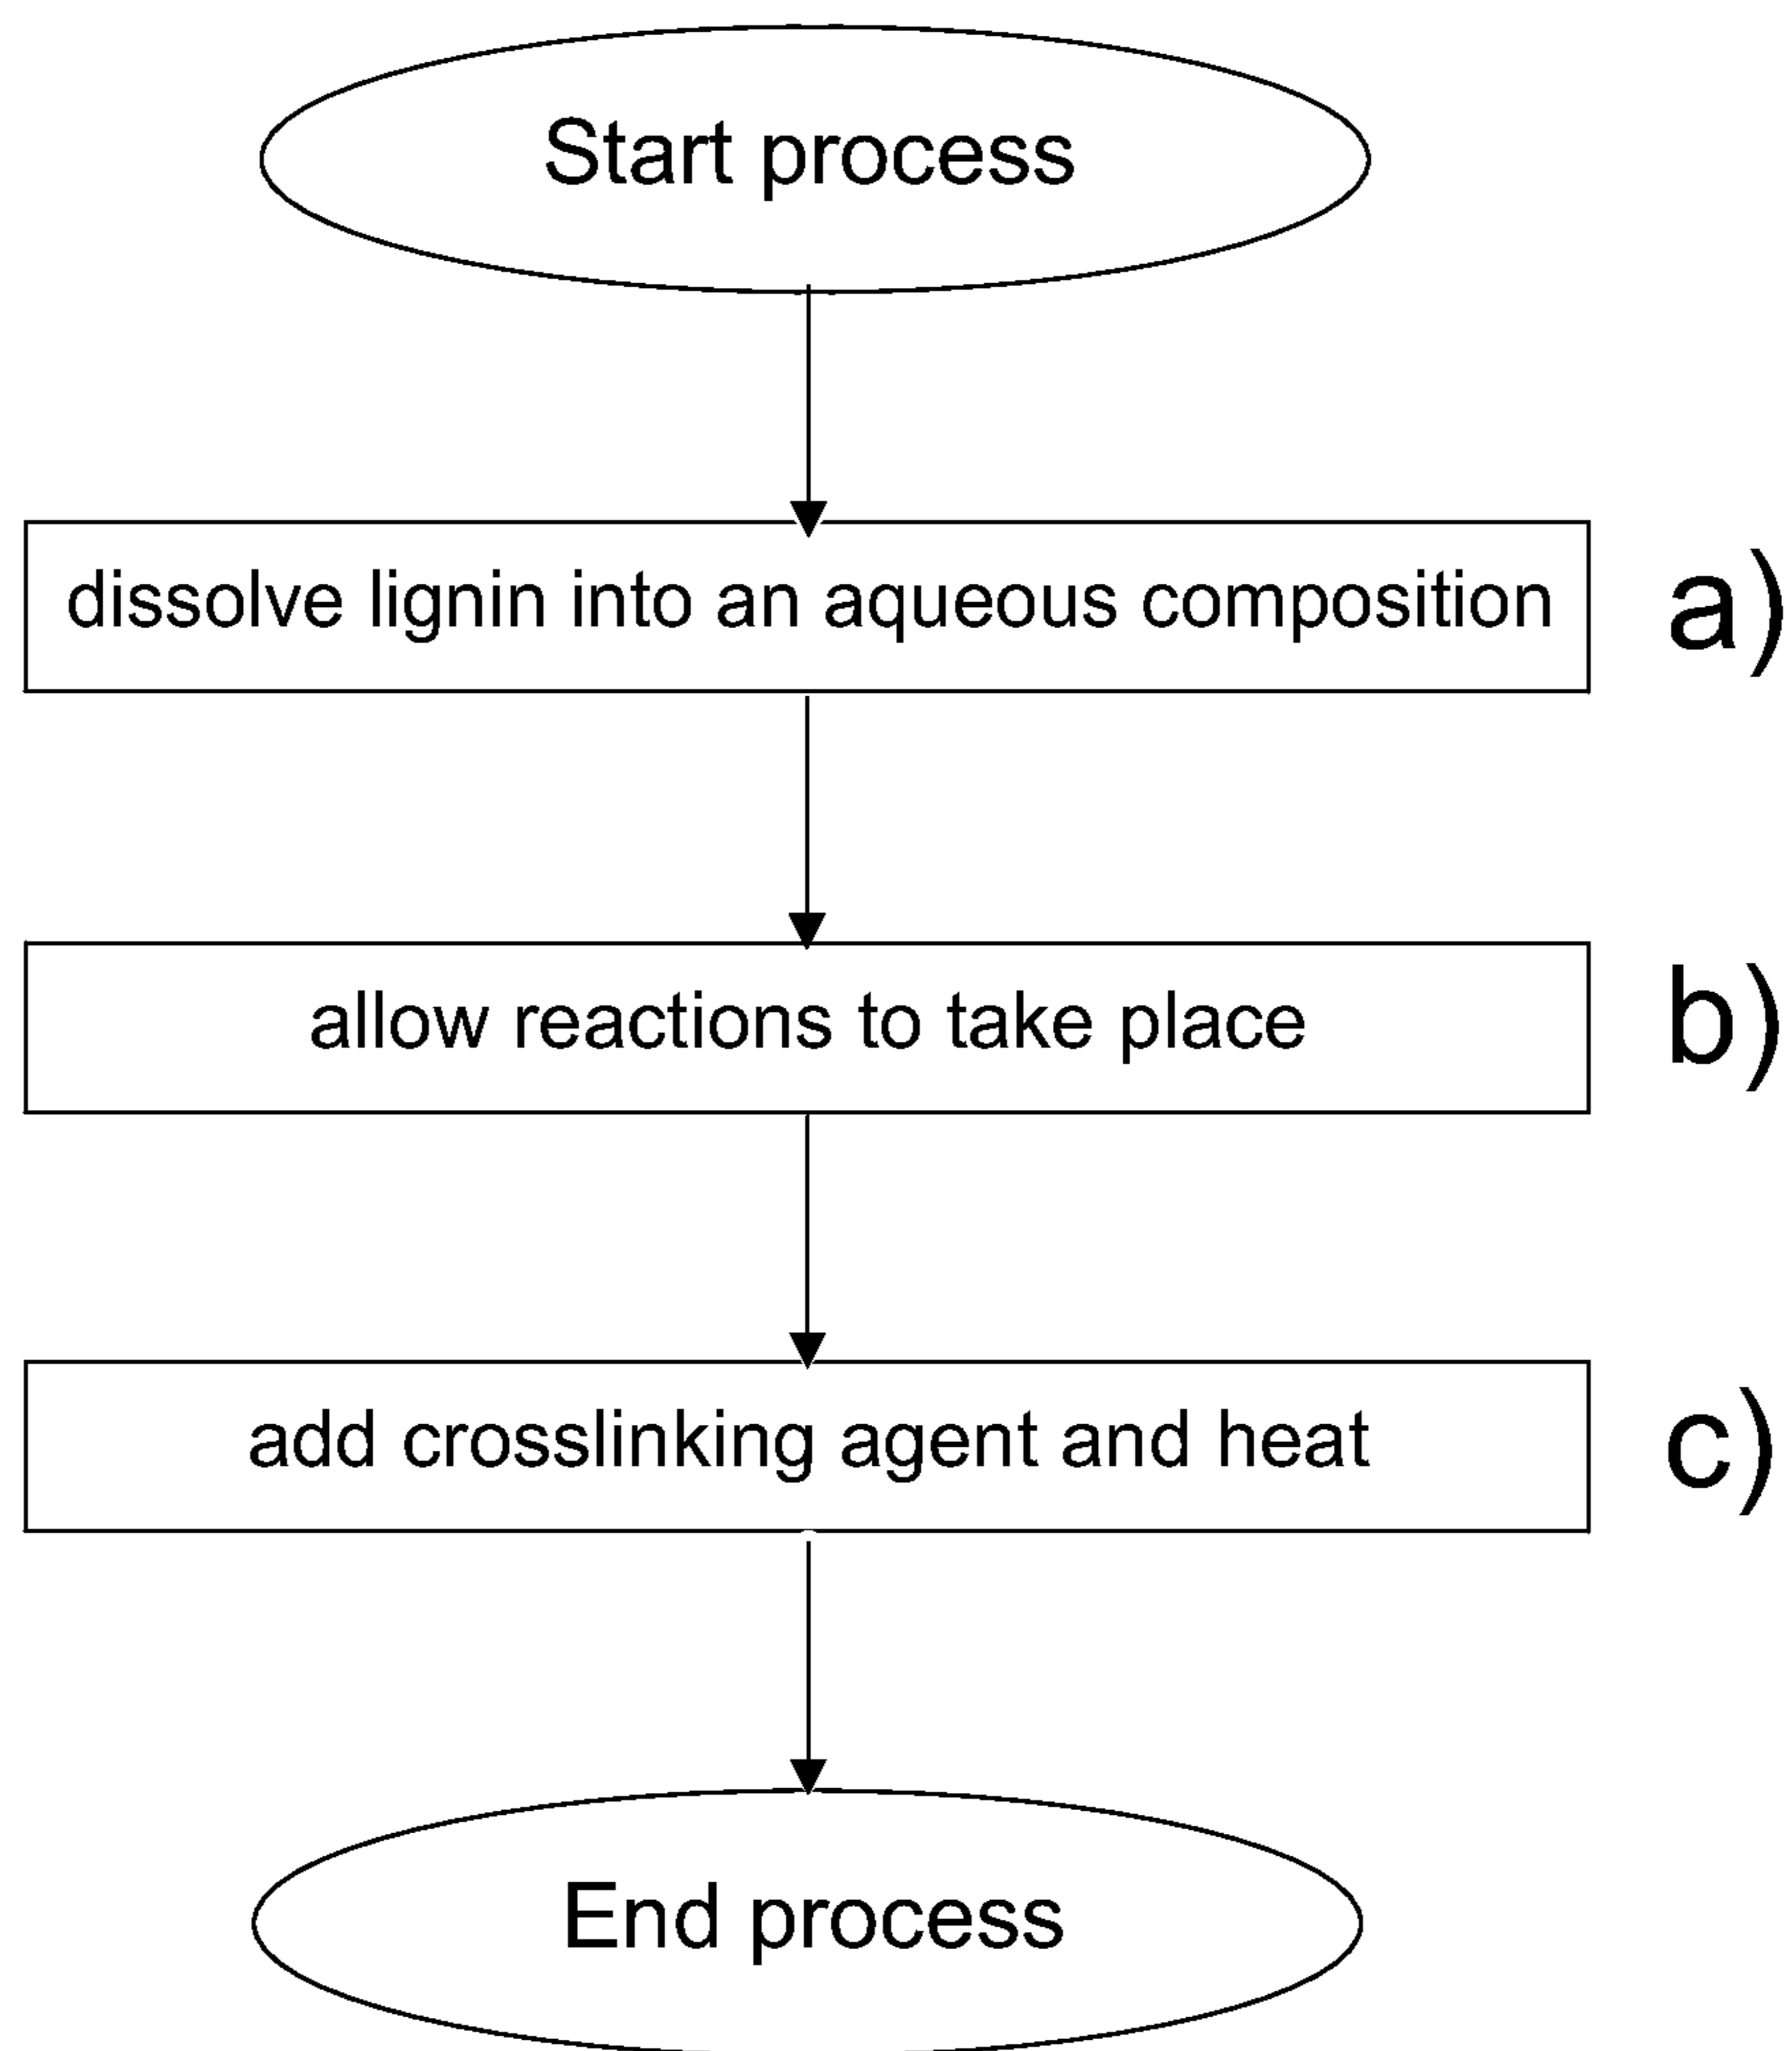 Start process
dissolve lignin into an aqueous composition
a)
allow reactions to take place
b)
add crosslinking agent and heat
c)
End process